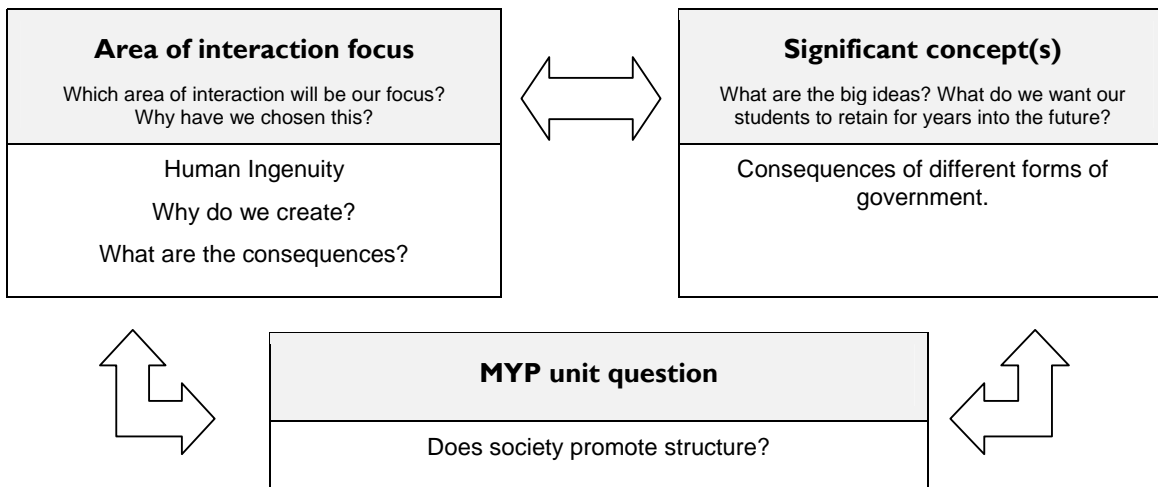 Area of interaction focus
Which area of interaction will be our focus?
Why have we chosen this?
Human Ingenuity
Why do we create?
What are the consequences?
Significant concept(s)
What are the big ideas? What do we want our
students to retain for years into the future?
Consequences of different forms of
government.
MYP unit question
Does society promote structure?